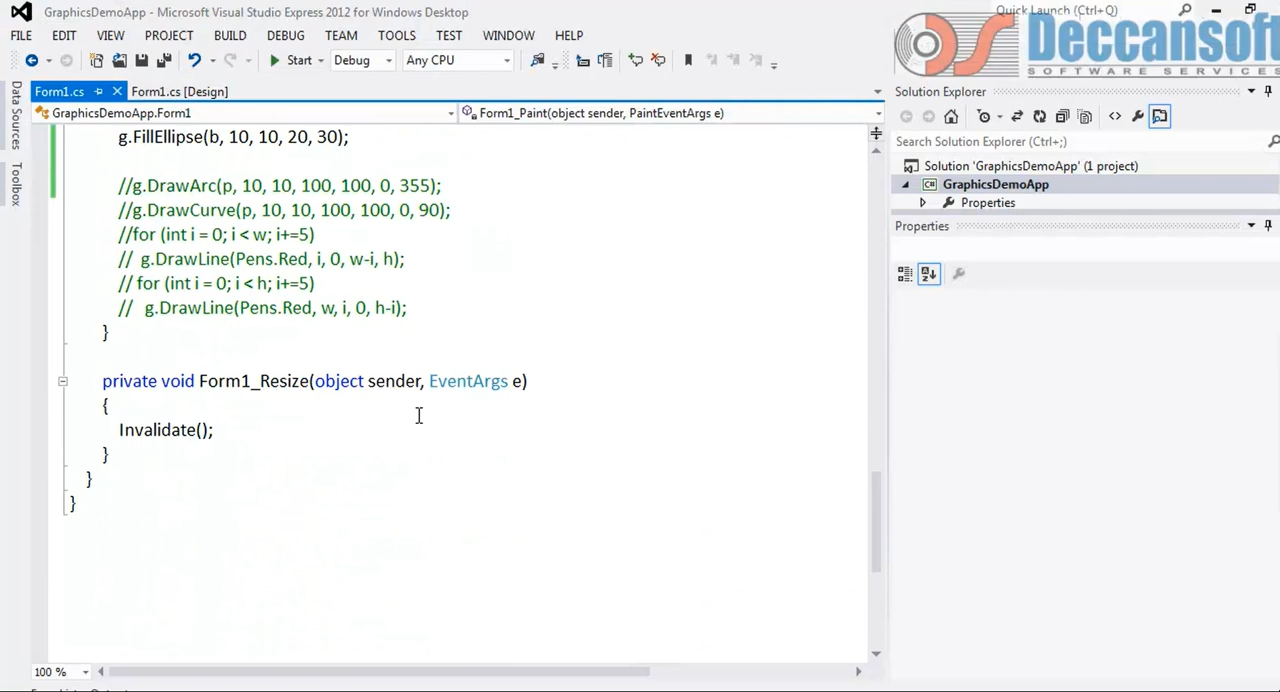 GraphicsDemoApp - Microsoft Visual Studio Express 2012 for Windows Desktop
Quick Launch (Ctrl+Q)
FILE EDIT VIEW PROJECT BUILD DEBUG TEAM TOOLS TEST WINDOW HELP
Deccansoft
SOFTWARE SERVICES
Start Debug Any CPU
Form1.cs Form1.cs [Design]
Solution Explorer
GraphicsDemoApp.Form1 Form1_Paint(object sender, PaintEventArgs e)
Data Sources
Toolbox
Search Solution Explorer (Ctrl+;)
Solution 'GraphicsDemoApp' (1 project)
C# GraphicsDemoApp
Properties
Properties
g.FillEllipse(b, 10, 10, 20, 30);
//g.DrawArc(p, 10, 10, 100, 100, 0, 355);
//g.DrawCurve(p, 10, 10, 100, 100, 0, 90);
//for (int i = 0; i < w; i+=5)
// g.DrawLine(Pens.Red, i, 0, w-i, h);
// for (int i = 0; i < h; i+=5)
// g.DrawLine(Pens.Red, w, i, 0, h-i);
}
private void Form1_Resize(object sender, EventArgs e)
{
Invalidate();
}
}
}
100 %